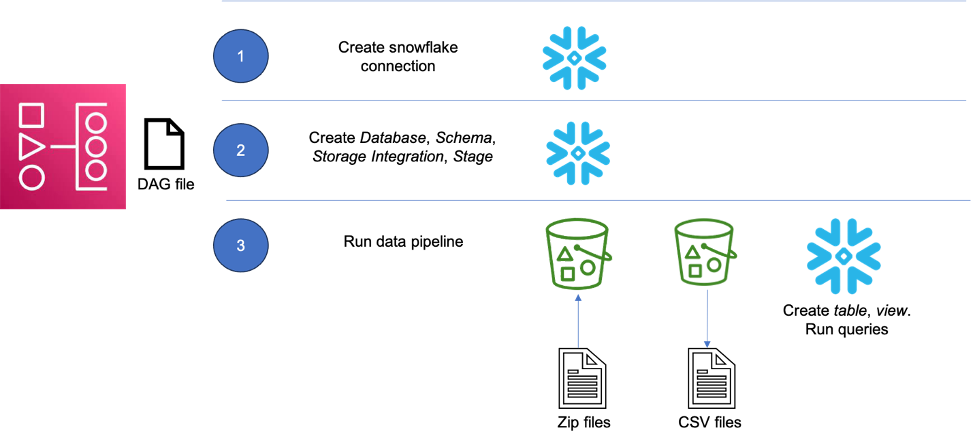 1
Create snowflake
connection
2
Create Database, Schema,
Storage Integration, Stage
DAG file
3
Run data pipeline
Create table, view.
Run queries
Zip files
CSV files